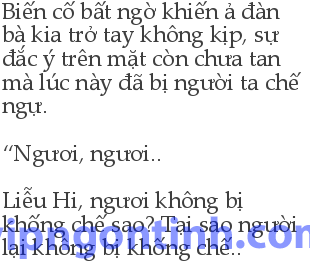 Biến cố bất ngờ khiến ả đàn
bà kia trở tay không kịp, sự
đắc ý trên mặt còn chưa tan
mà lúc này đã bị người ta chế
ngự.
“Ngươi, ngươi..
Liễu Hi, ngươi không bị
khống chế sao? Tại sao người
lại không bị khống chế..
vipngontinh.com